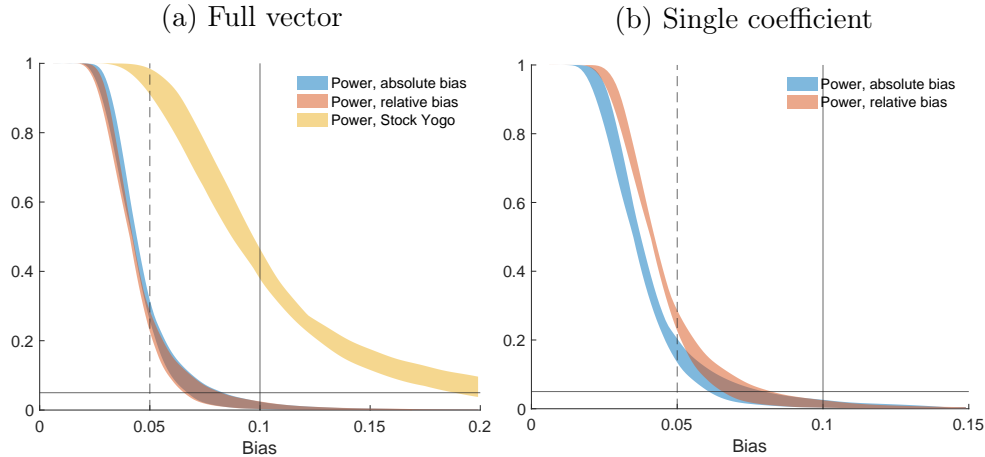 (a) Full vector
1
0.8
0.6
0.4
0.2
0
Power, absolute bias
Power, relative bias
Power, Stock Yogo
0
0.05
0.1
0.15
0.2
Bias
(b) Single coefficient
1
0.8
0.6
0.4
0.2
0
Power, absolute bias
Power, relative bias
0
0.05
0.1
0.15
Bias